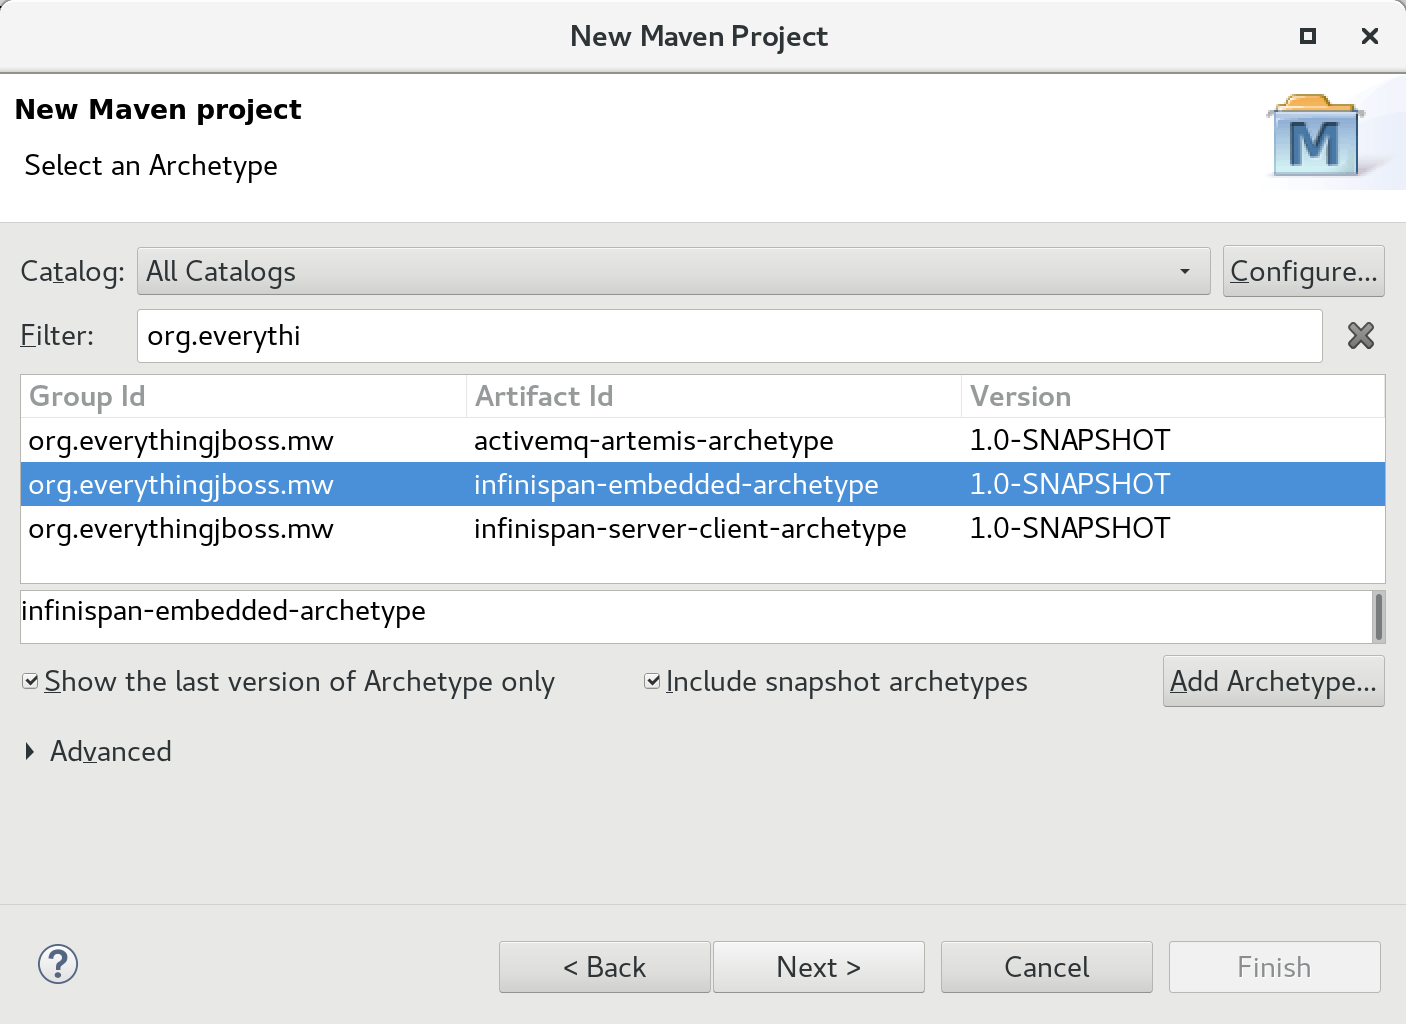 New Maven Project
New Maven project
Select an Archetype
M
Catalog: All Catalogs Configure...
Filter: org.everythi
Group Id Artifact Id Version
org.everythingjboss.mw activemq-artemis-archetype 1.0-SNAPSHOT
org.everythingjboss.mw infinispan-embedded-archetype 1.0-SNAPSHOT
org.everythingjboss.mw infinispan-server-client-archetype 1.0-SNAPSHOT
infinispan-embedded-archetype
Show the last version of Archetype only Include snapshot archetypes Add Archetype...
Advanced
? < Back Next > Cancel Finish